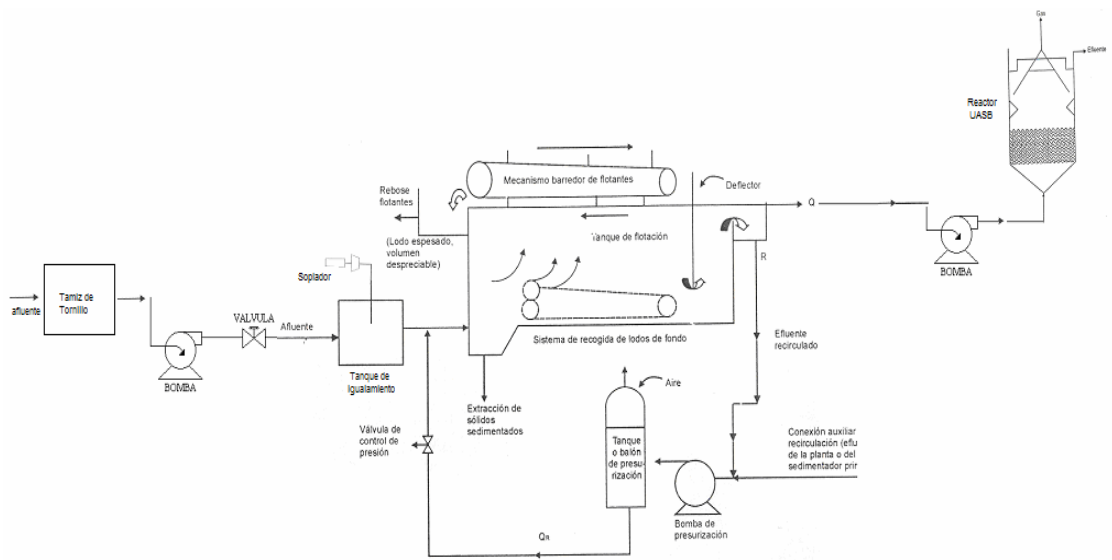 Gas
Efluente
Reactor
UASB
Mecanismo barredor de flotantes
Deflector
Rebose
flotantes
Q
(Lodo espesado,
volumen
despreciable)
Tanque de flotación
R
BOMBA
Soplador
Tamiz de
Tornillo
afluente
VALVULA
Afluente
Sistema de recogida de lodos de fondo
Efluente
recirculado
BOMBA
Tanque de
Igualamiento
Extracción de
sólidos
sedimentados
Aire
Válvula de
control de
presión
Tanque
o balón
de presu-
rización
Conexión auxiliar
recirculación (eflu
de la planta o del
sedimentador prir
Bomba de
presurización
QR